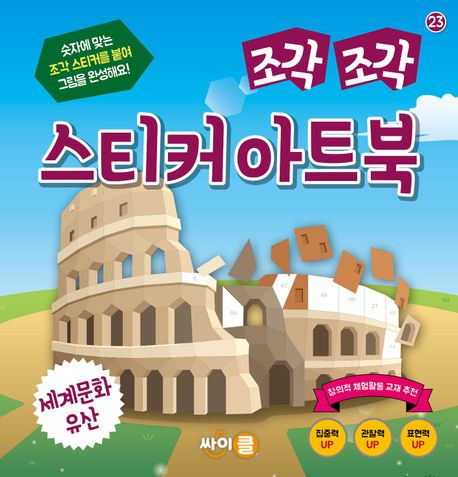 23
숫자에 맞는
조각 스티커를 붙여
그림을 완성해요!
조각 조각
스티커 아트북
세계문화
유산
창의적 체험활동 교재 추천
집중력 관찰력 표현력
UP UP UP
싸이클